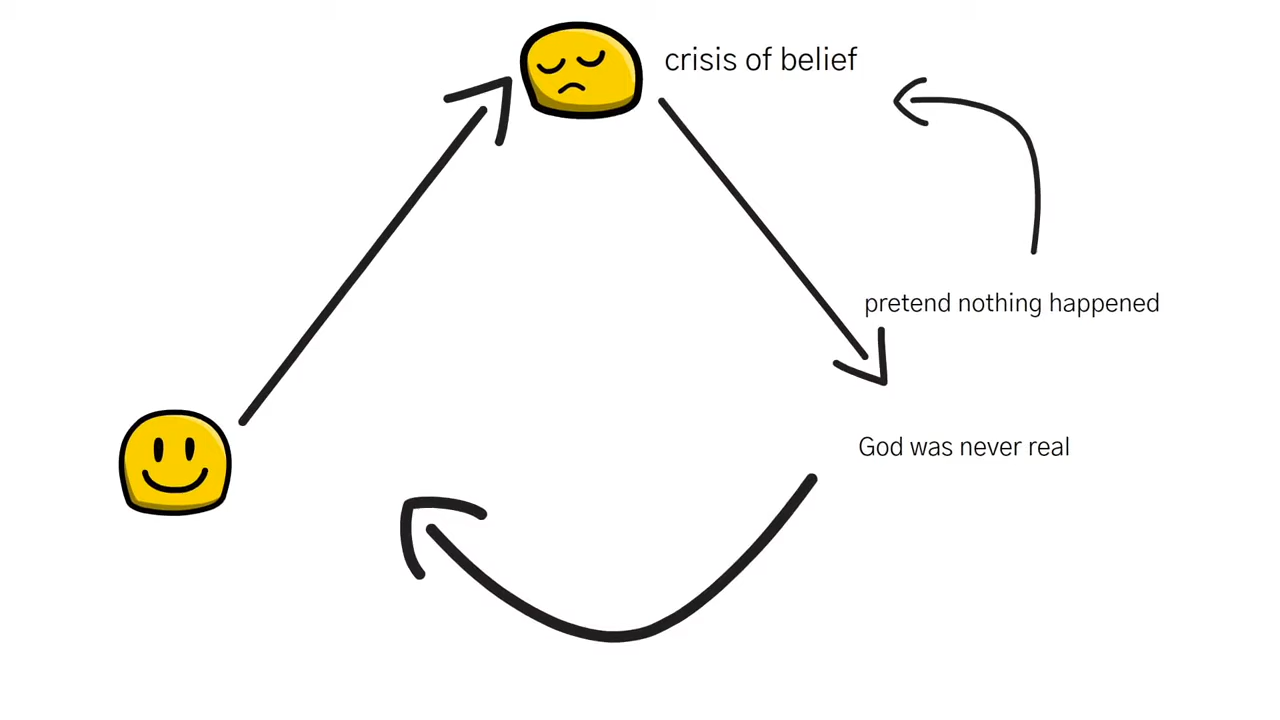 crisis of belief
pretend nothing happened
God was never real